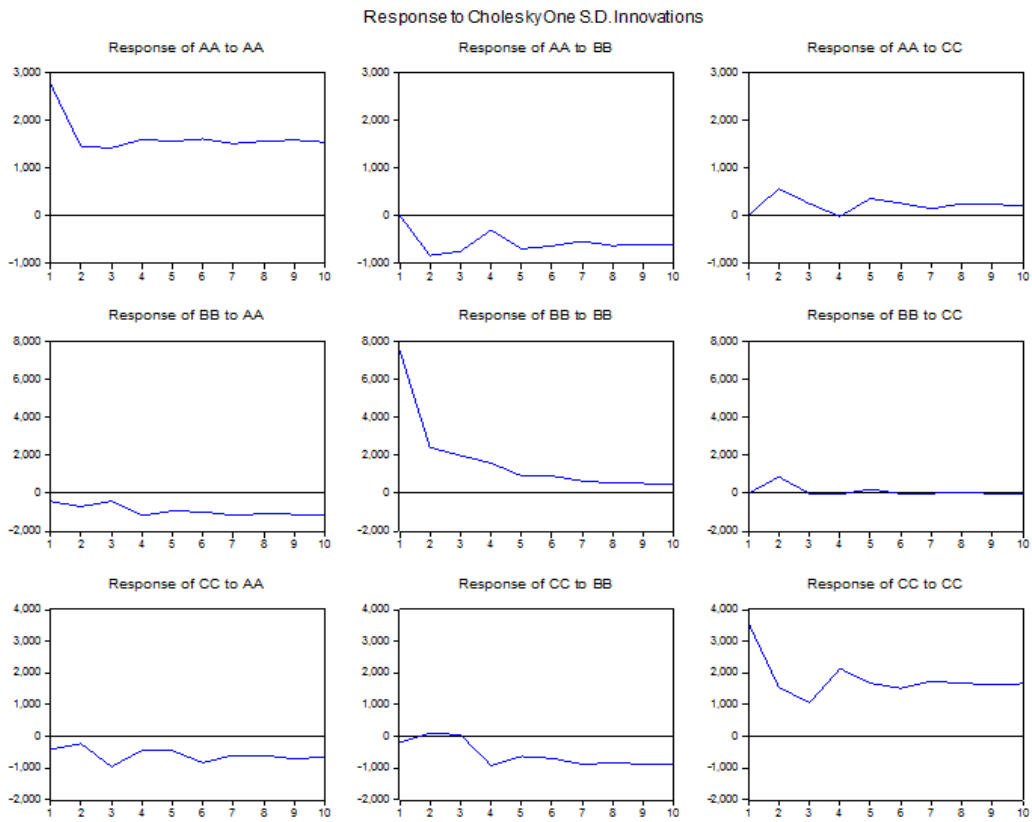 Response to Cholesky One S.D. Innovations
Response of AA to AA
3,000
2,000
1,000
0
-1,000
1 2 3 4 5 6 7 8 9 10
Response of AA to BB
3,000
2,000
1,000
0
-1,000
1 2 3 4 5 6 7 8 9 10
Response of AA to CC
3,000
2,000
1,000
0
-1,000
1 2 3 4 5 6 7 8 9 10
Response of BB to AA
8,000
6,000
4,000
2,000
0
-2,000
1 2 3 4 5 6 7 8 9 10
Response of BB to BB
8,000
6,000
4,000
2,000
0
-2,000
1 2 3 4 5 6 7 8 9 10
Response of BB to CC
8,000
6,000
4,000
2,000
0
-2,000
1 2 3 4 5 6 7 8 9 10
Response of CC to AA
4,000
3,000
2,000
1,000
0
-1,000
-2,000
1 2 3 4 5 6 7 8 9 10
Response of CC to BB
4,000
3,000
2,000
1,000
0
-1,000
-2,000
1 2 3 4 5 6 7 8 9 10
Response of CC to CC
4,000
3,000
2,000
1,000
0
-1,000
-2,000
1 2 3 4 5 6 7 8 9 10